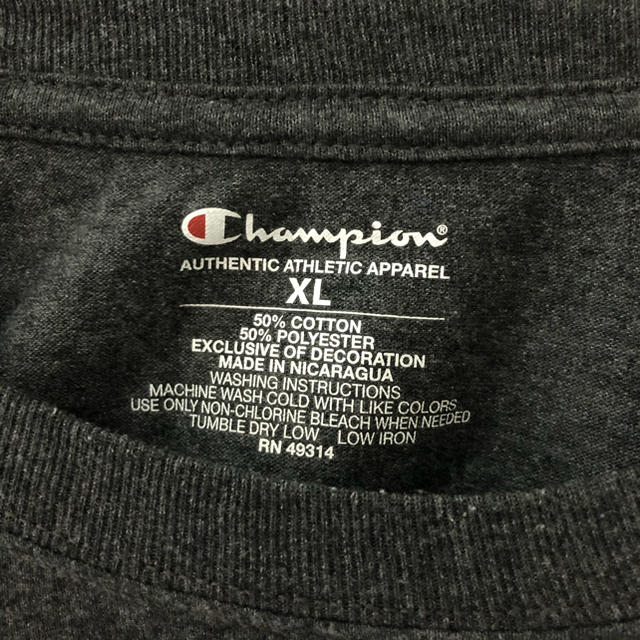 Champion®
AUTHENTIC ATHLETIC APPAREL
XL
50% COTTON
50% POLYESTER
EXCLUSIVE OF DECORATION
MADE IN NICARAGUA
WASHING INSTRUCTIONS
MACHINE WASH COLD WITH LIKE COLORS
USE ONLY NON-CHLORINE BLEACH WHEN NEEDED
TUMBLE DRY LOW LOW IRON
RN 49314